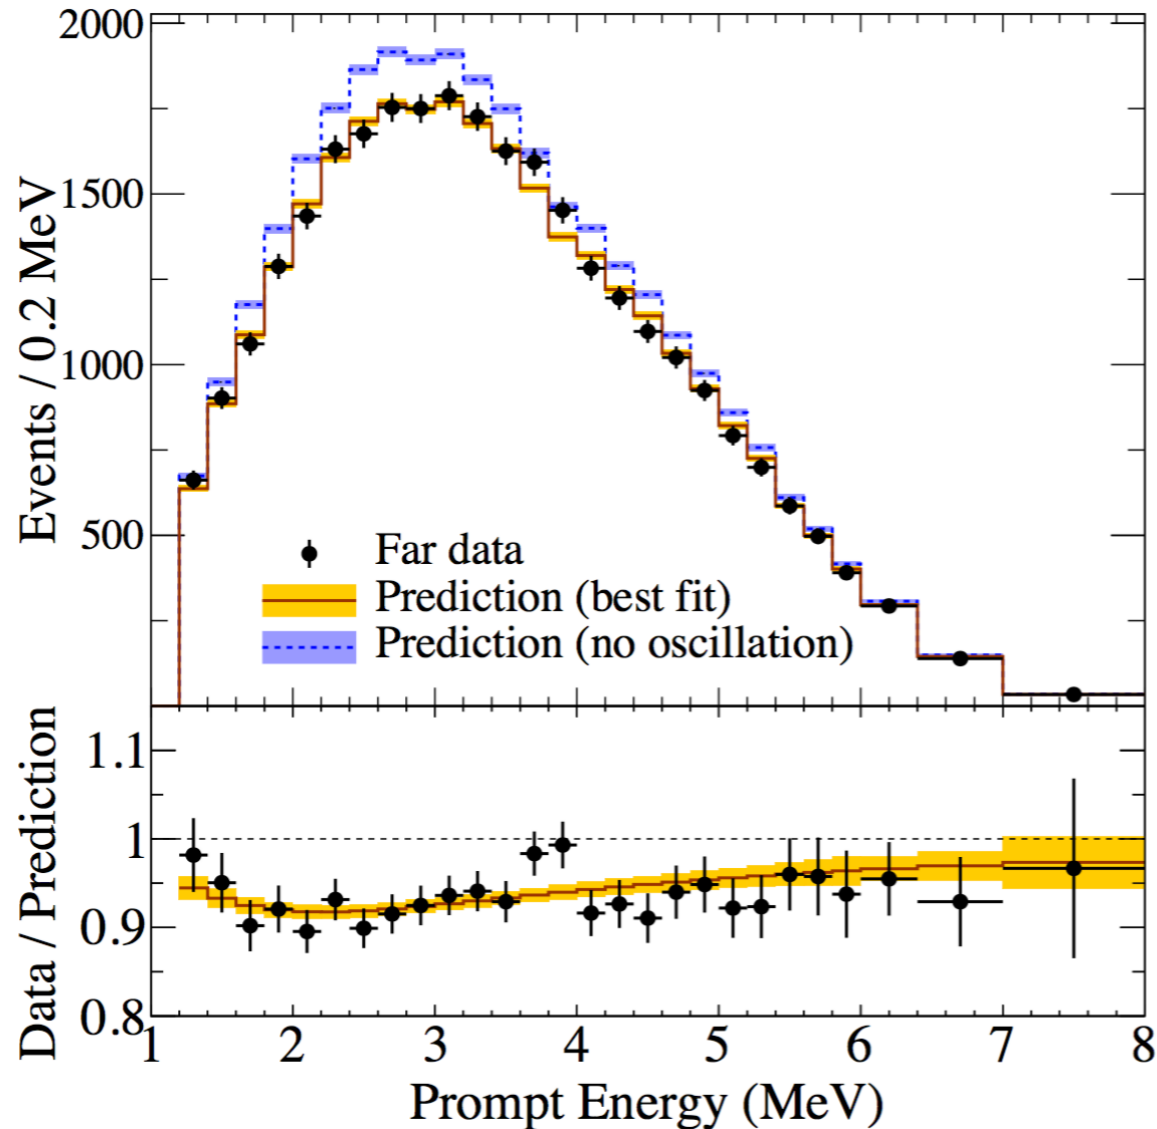 Events / 0.2 MeV
2000
1500
1000
500
Far data
Prediction (best fit)
Prediction (no oscillation)
Data / Prediction
1.1
1
0.9
0.8
1 2 3 4 5 6 7 8
Prompt Energy (MeV)